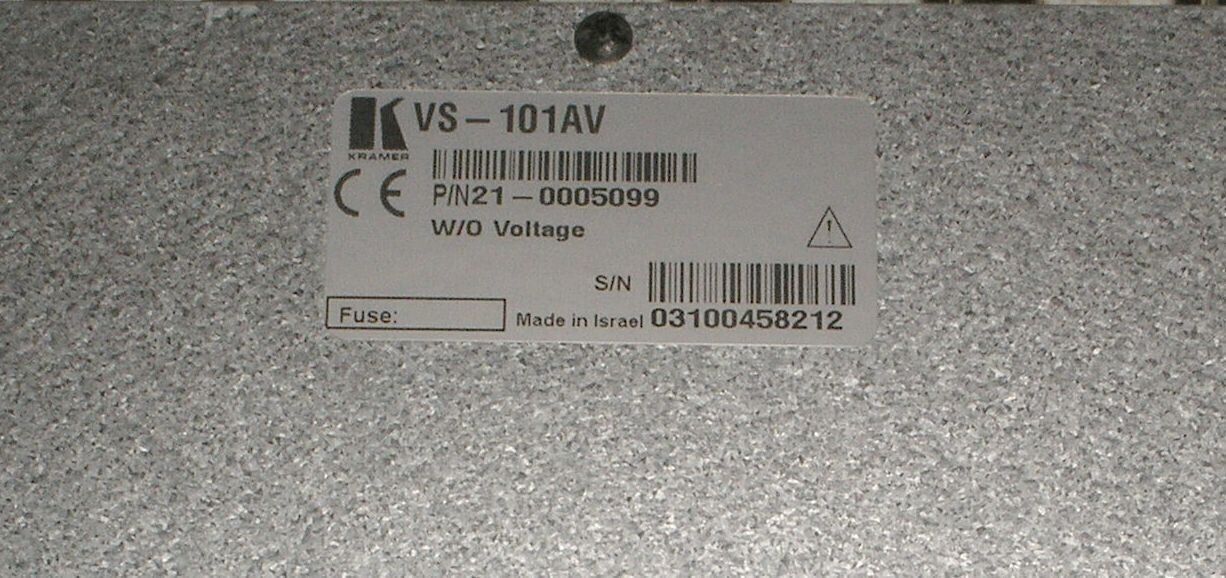 VS-101AV
KRAMER
CE
P/N21-0005099
W/O Voltage
!
S/N
Fuse:
Made in Israel 03100458212